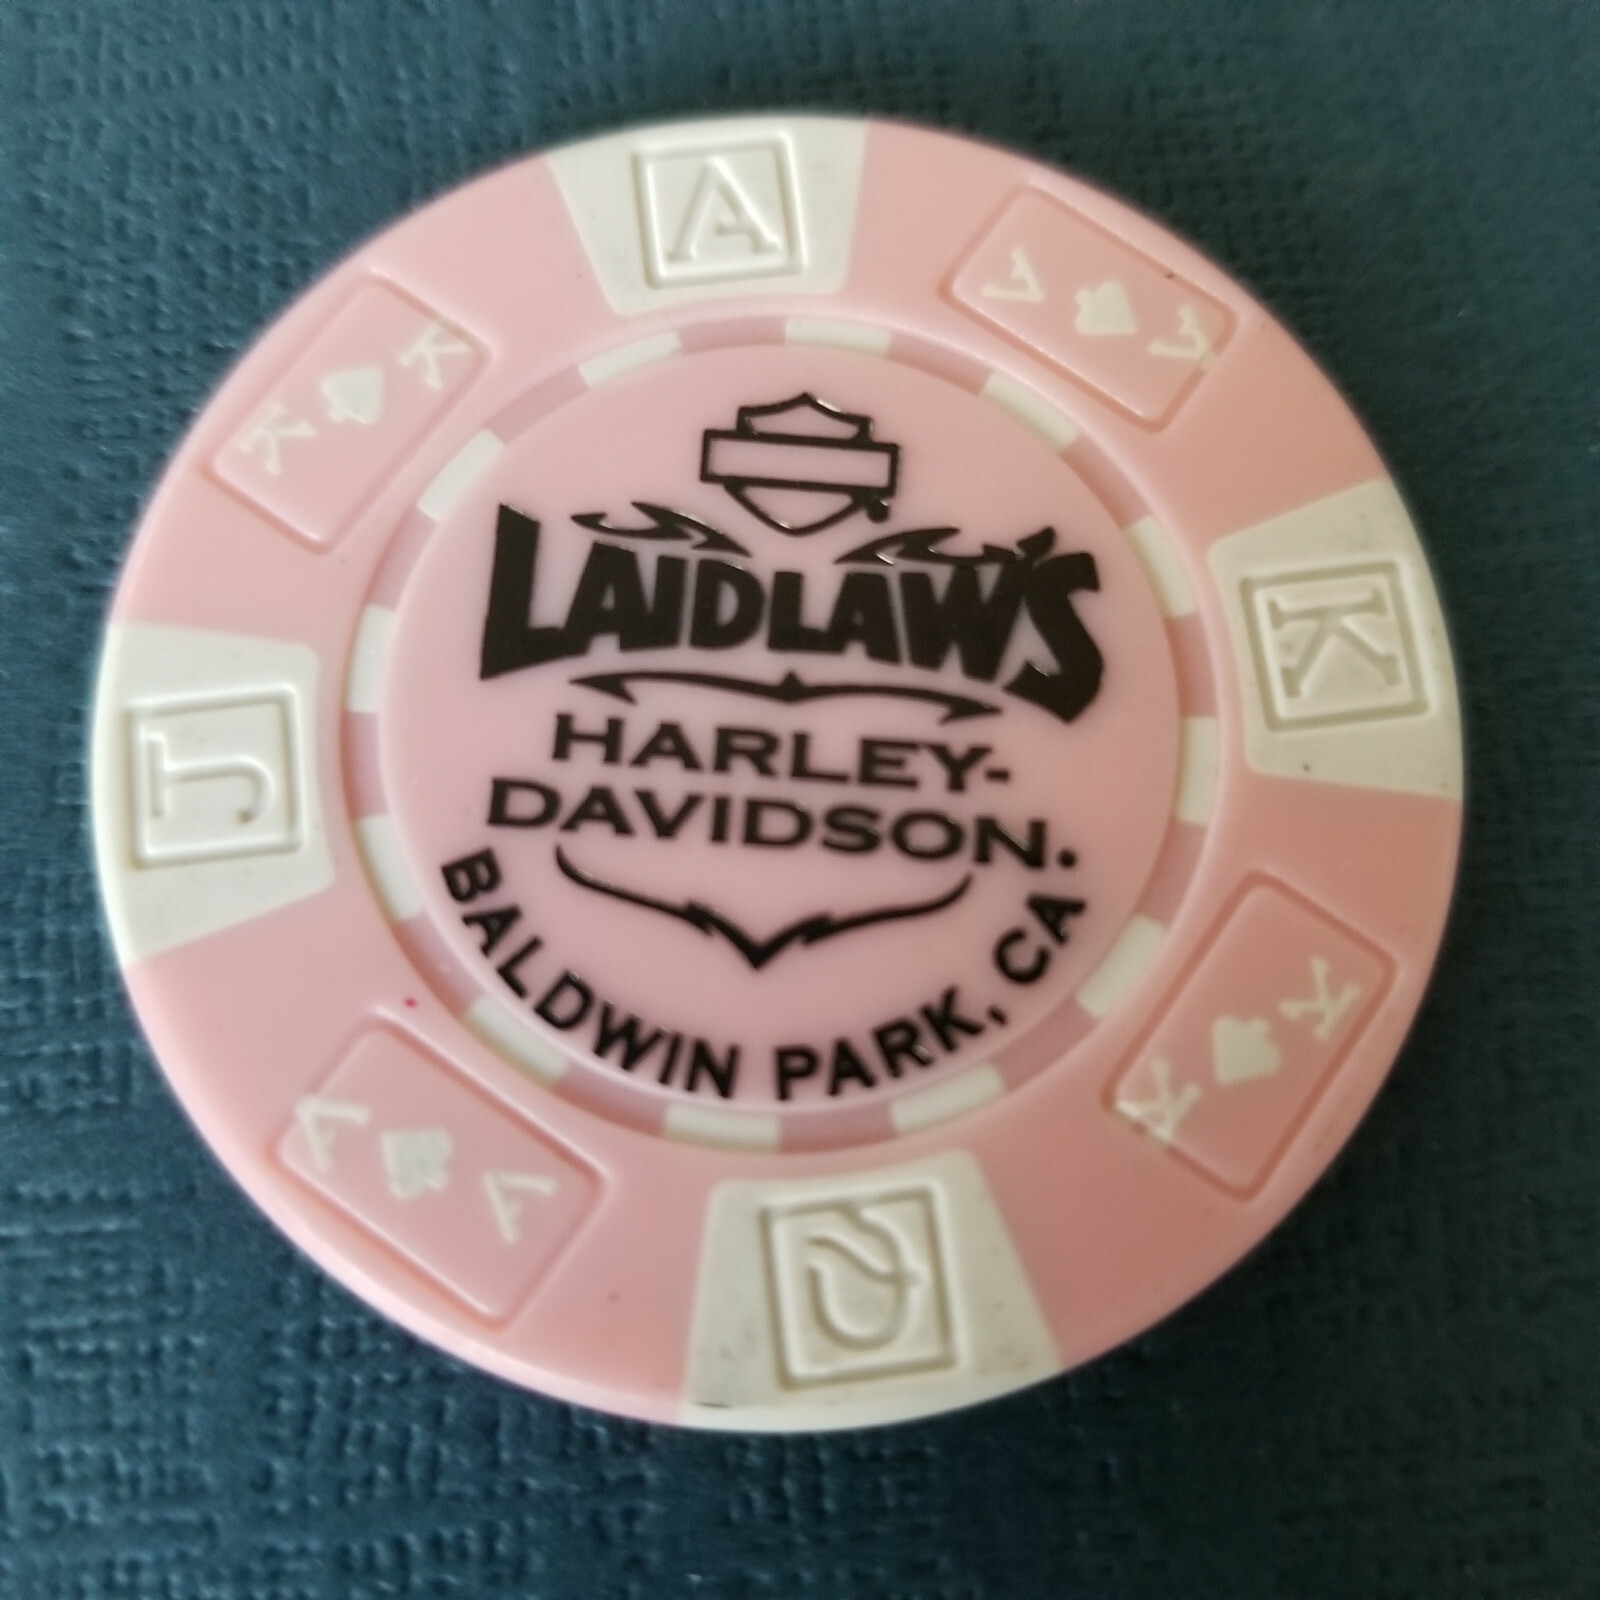 A
A A
K
K K
Q
A A
J
K K
LAIDLAW'S
HARLEY-
DAVIDSON.
BALDWIN PARK, CA